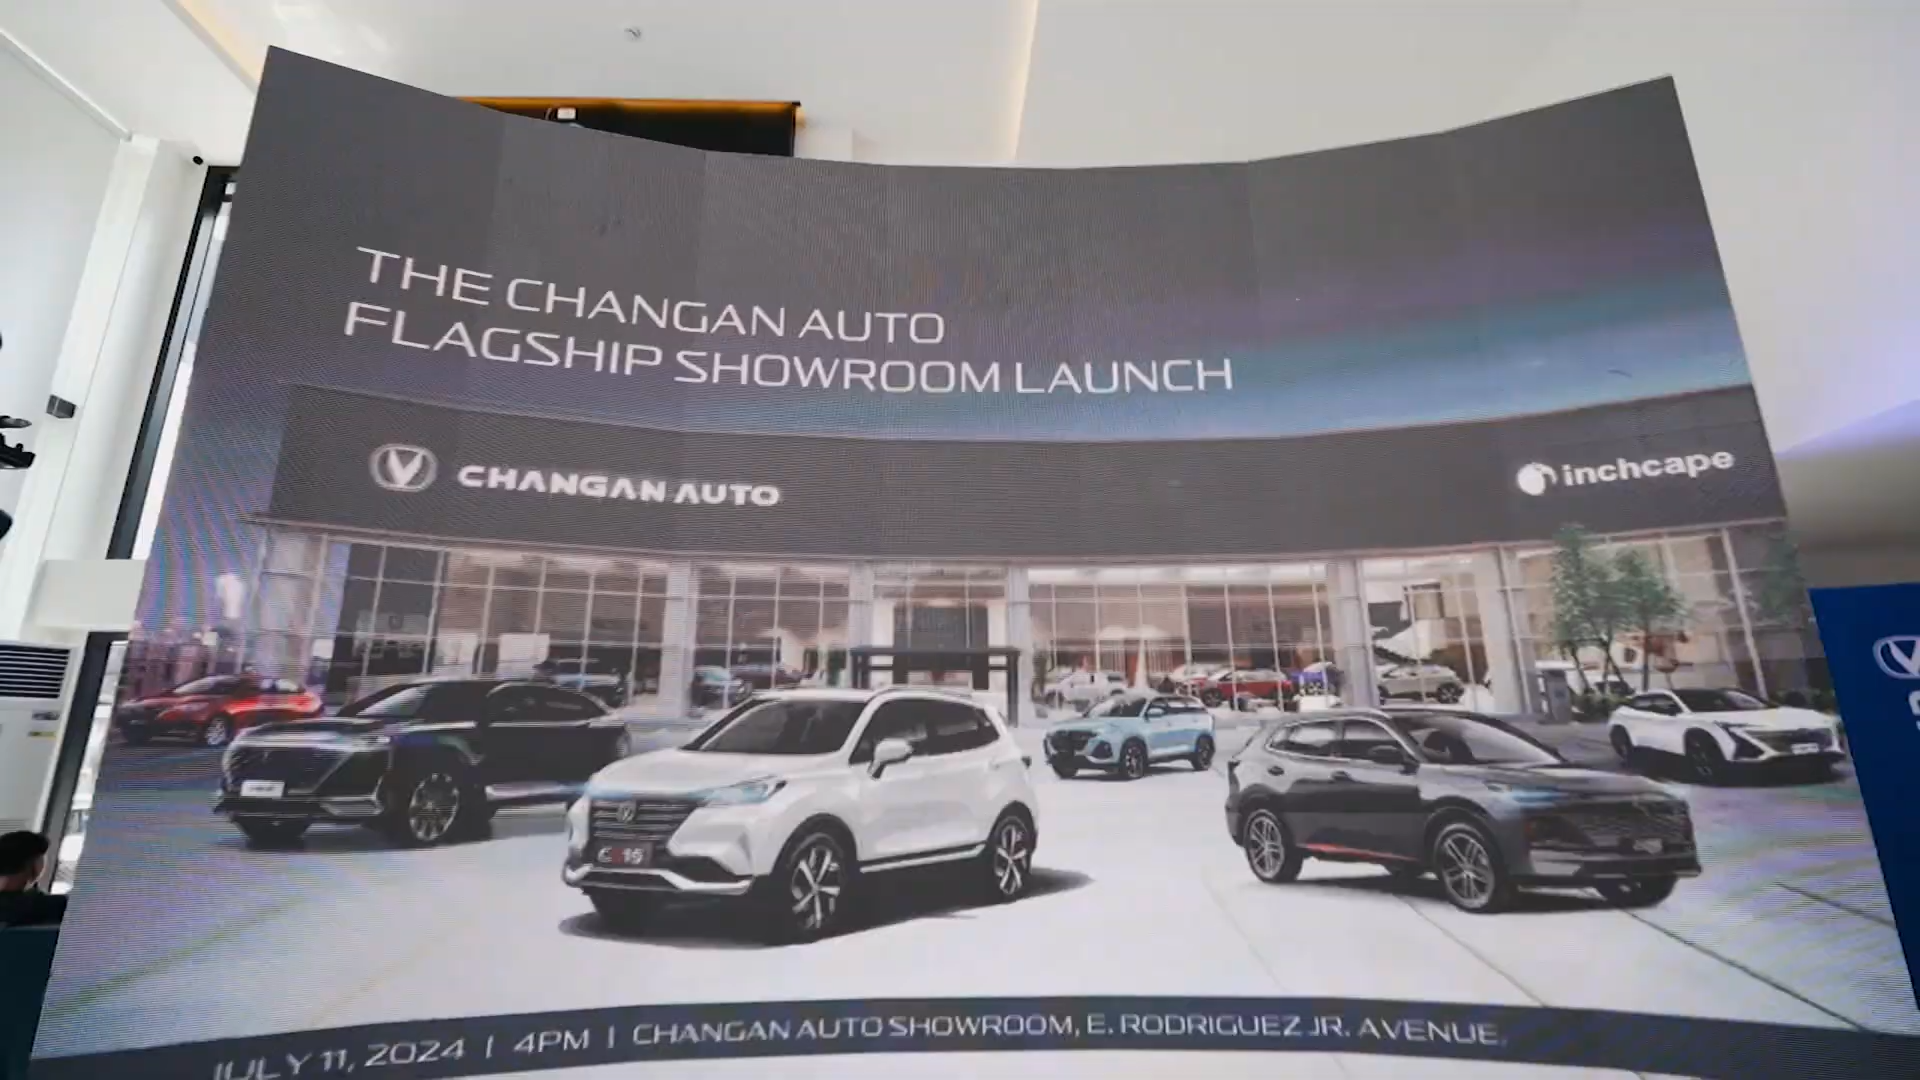 THE CHANGAN AUTO
FLAGSHIP SHOWROOM LAUNCH
CHANGAN AUTO
inchcape
CS15
JULY 11, 2024 | 4PM | CHANGAN AUTO SHOWROOM, E. RODRIGUEZ JR. AVENUE.